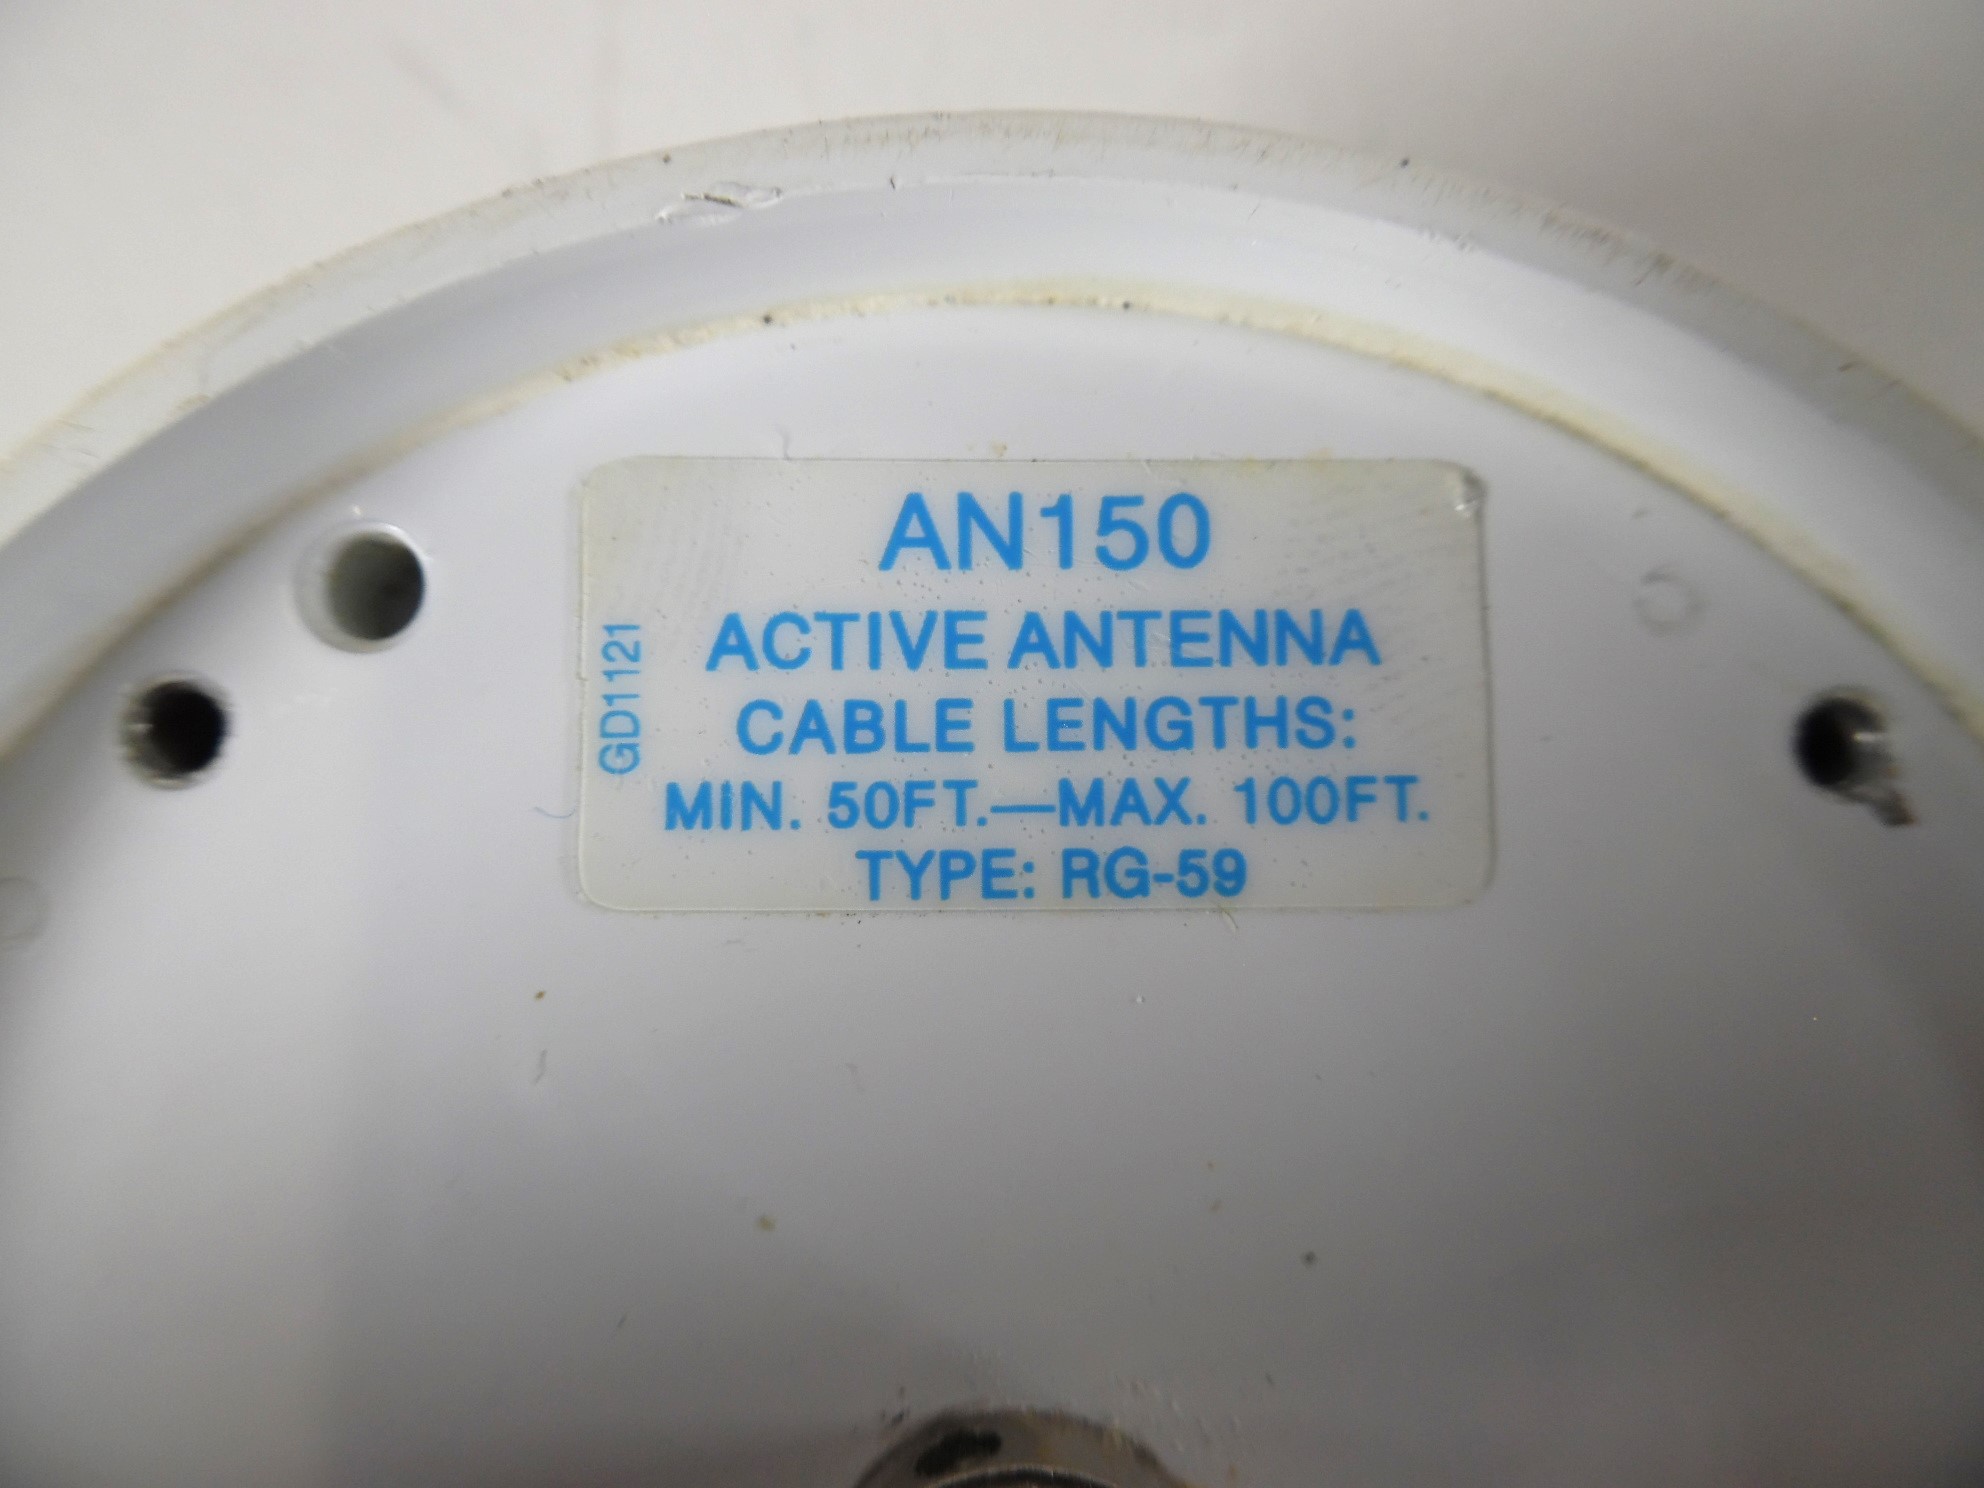 AN150
ACTIVE ANTENNA
CABLE LENGTHS:
MIN. 50FT.—MAX. 100FT.
TYPE: RG-59
GD1121